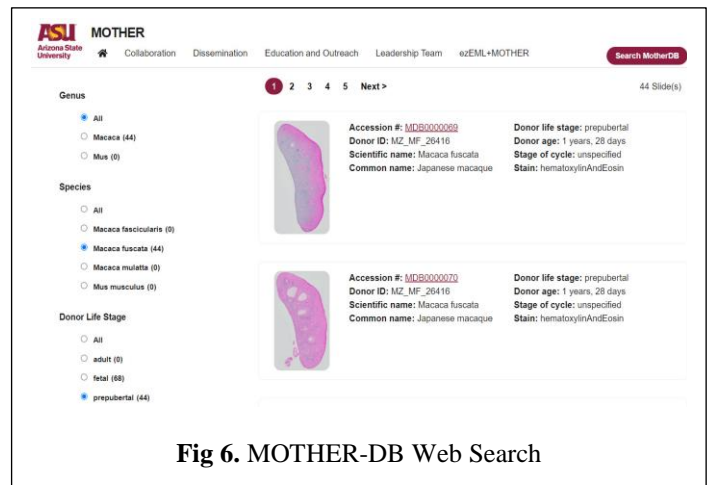 ASU MOTHER
Arizona State University
Collaboration Dissemination Education and Outreach Leadership Team ezEML+MOTHER Search MotherDB
1 2 3 4 5 Next > 44 Slide(s)
Genus
All
Macaca (44)
Mus (0)
Species
All
Macaca fascicularis (0)
Macaca fuscata (44)
Macaca mulatta (0)
Mus musculus (0)
Donor Life Stage
All
adult (0)
fetal (68)
prepubertal (44)
Accession #: MDB0000069 Donor life stage: prepubertal
Donor ID: MZ_MF_26416 Donor age: 1 years, 28 days
Scientific name: Macaca fuscata Stage of cycle: unspecified
Common name: Japanese macaque Stain: hematoxylinAndEosin
Accession #: MDB0000070 Donor life stage: prepubertal
Donor ID: MZ_MF_26416 Donor age: 1 years, 28 days
Scientific name: Macaca fuscata Stage of cycle: unspecified
Common name: Japanese macaque Stain: hematoxylinAndEosin
Fig 6. MOTHER-DB Web Search